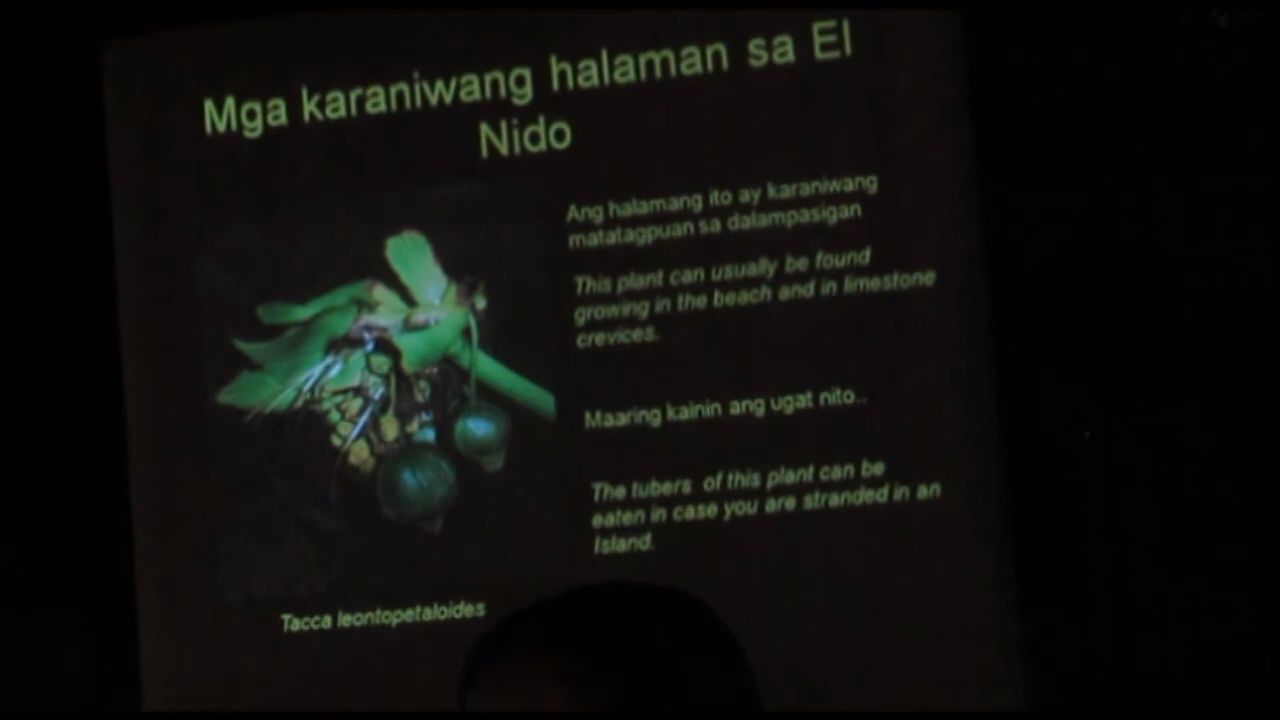 Mga karaniwang halaman sa El
Nido
Ang halamang ito ay karaniwang
matatagpuan sa dalampasigan
This plant can usually be found
growing in the beach and in limestone
crevices.
Maaring kainin ang ugat nito..
The tubers of this plant can be
eaten in case you are stranded in an
Island.
Tacca leontopetaloides